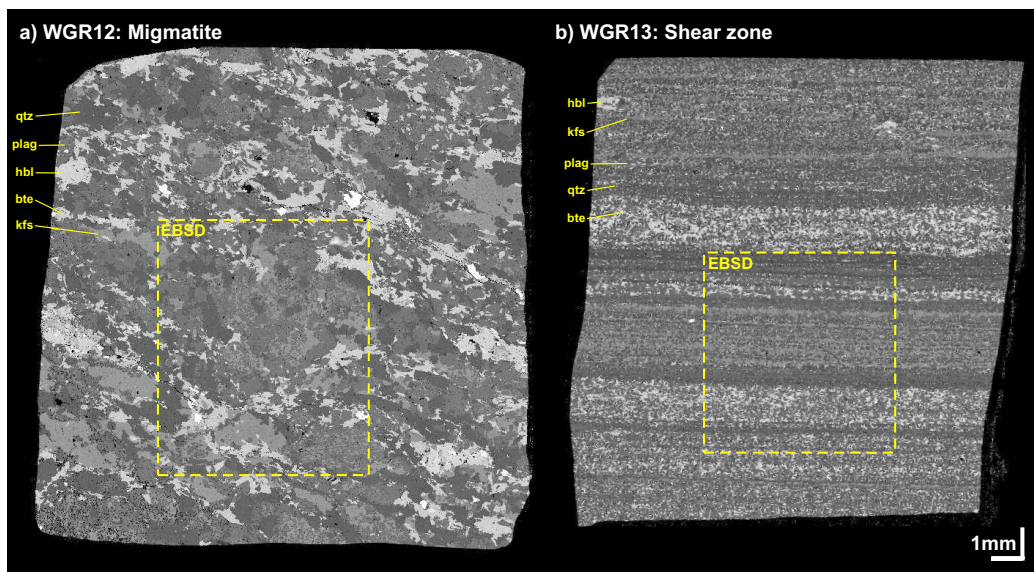 a) WGR12: Migmatite
qtz
plag
hbl
bte
kfs
EBSD
b) WGR13: Shear zone
hbl
kfs
plag
qtz
bte
EBSD
1mm